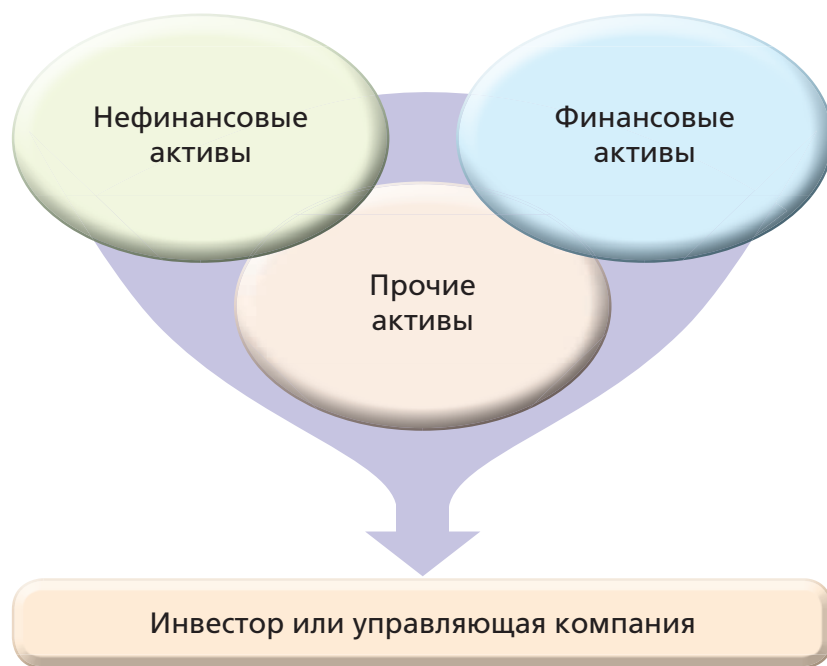 Нефинансовые
активы
Финансовые
активы
Прочие
активы
Инвестор или управляющая компания